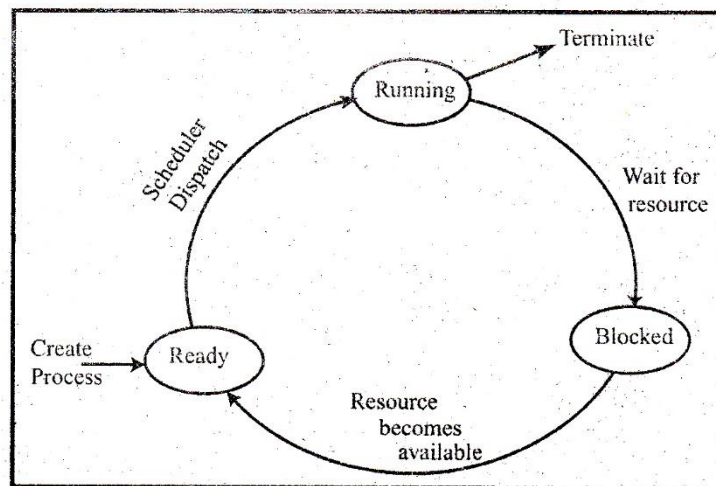 Terminate
Running
Scheduler
Dispatch
Wait for
resource
Blocked
Create
Process
Ready
Resource
becomes
available